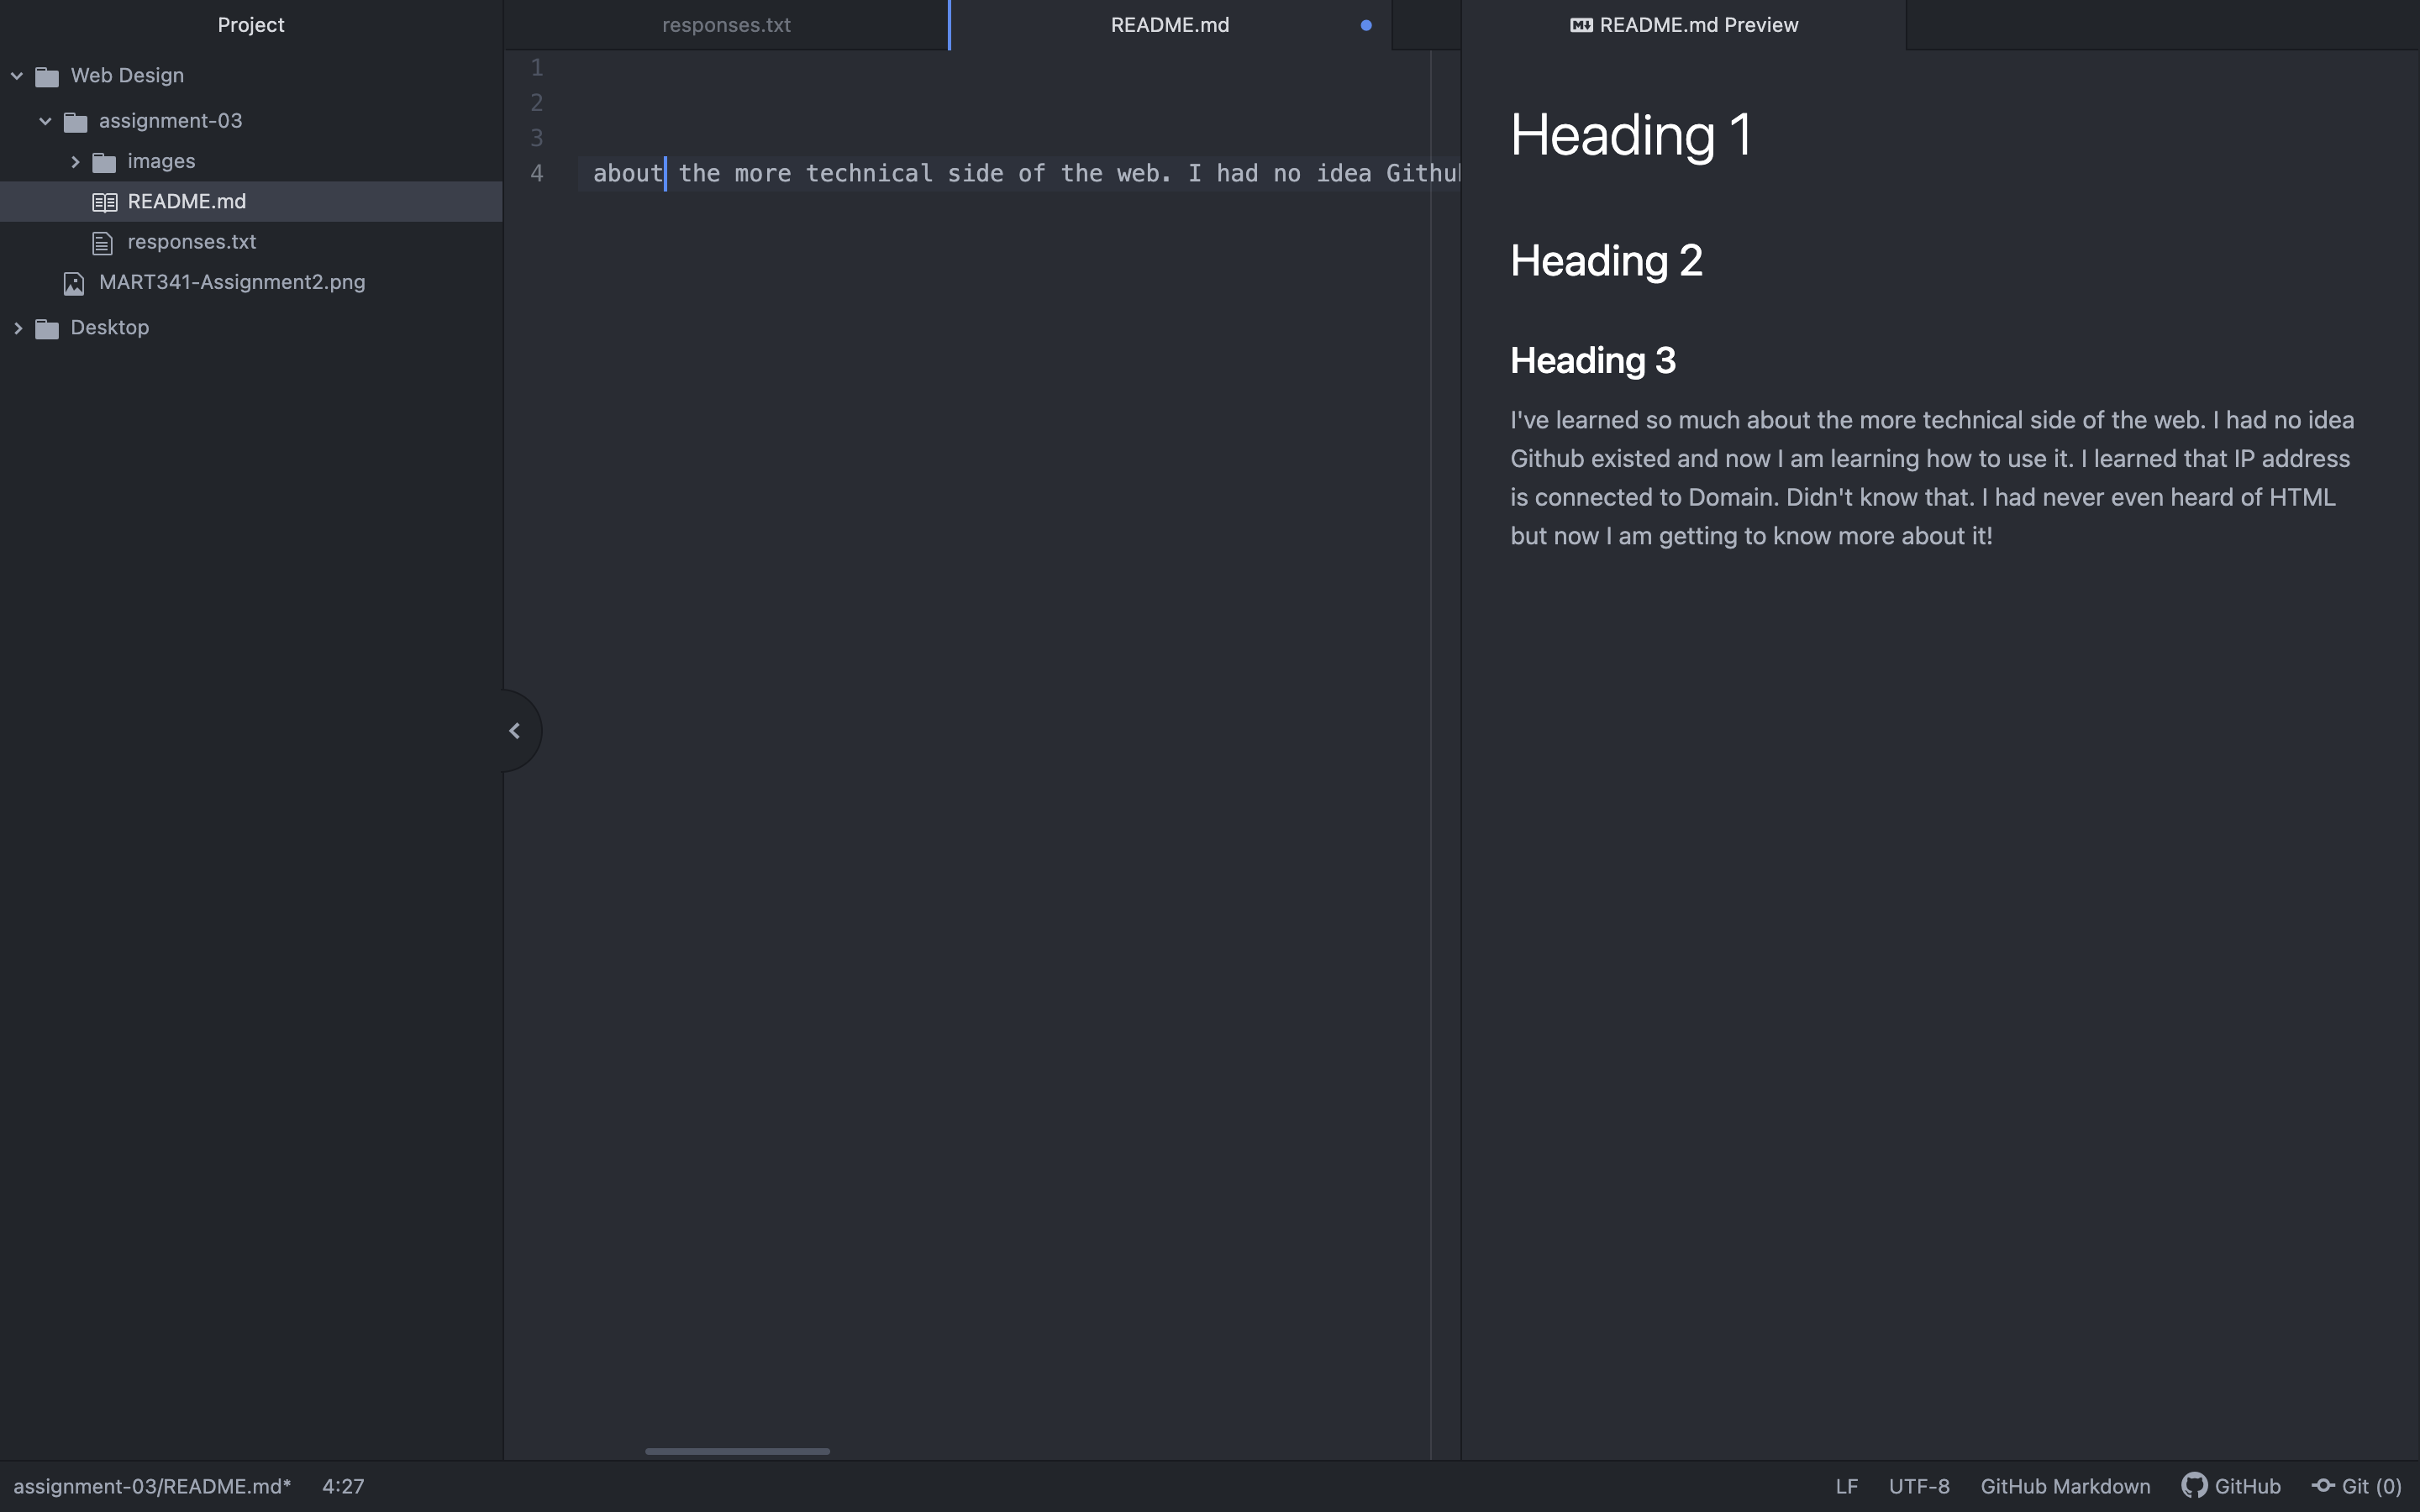 Project
Web Design
assignment-03
images
README.md
responses.txt
MART341-Assignment2.png
Desktop
responses.txt
README.md
1
2
3
4 about the more technical side of the web. I had no idea Githu
README.md Preview
Heading 1
Heading 2
Heading 3
I've learned so much about the more technical side of the web. I had no idea
Github existed and now I am learning how to use it. I learned that IP address
is connected to Domain. Didn't know that. I had never even heard of HTML
but now I am getting to know more about it!
assignment-03/README.md* 4:27
LF UTF-8 GitHub Markdown GitHub Git (0)